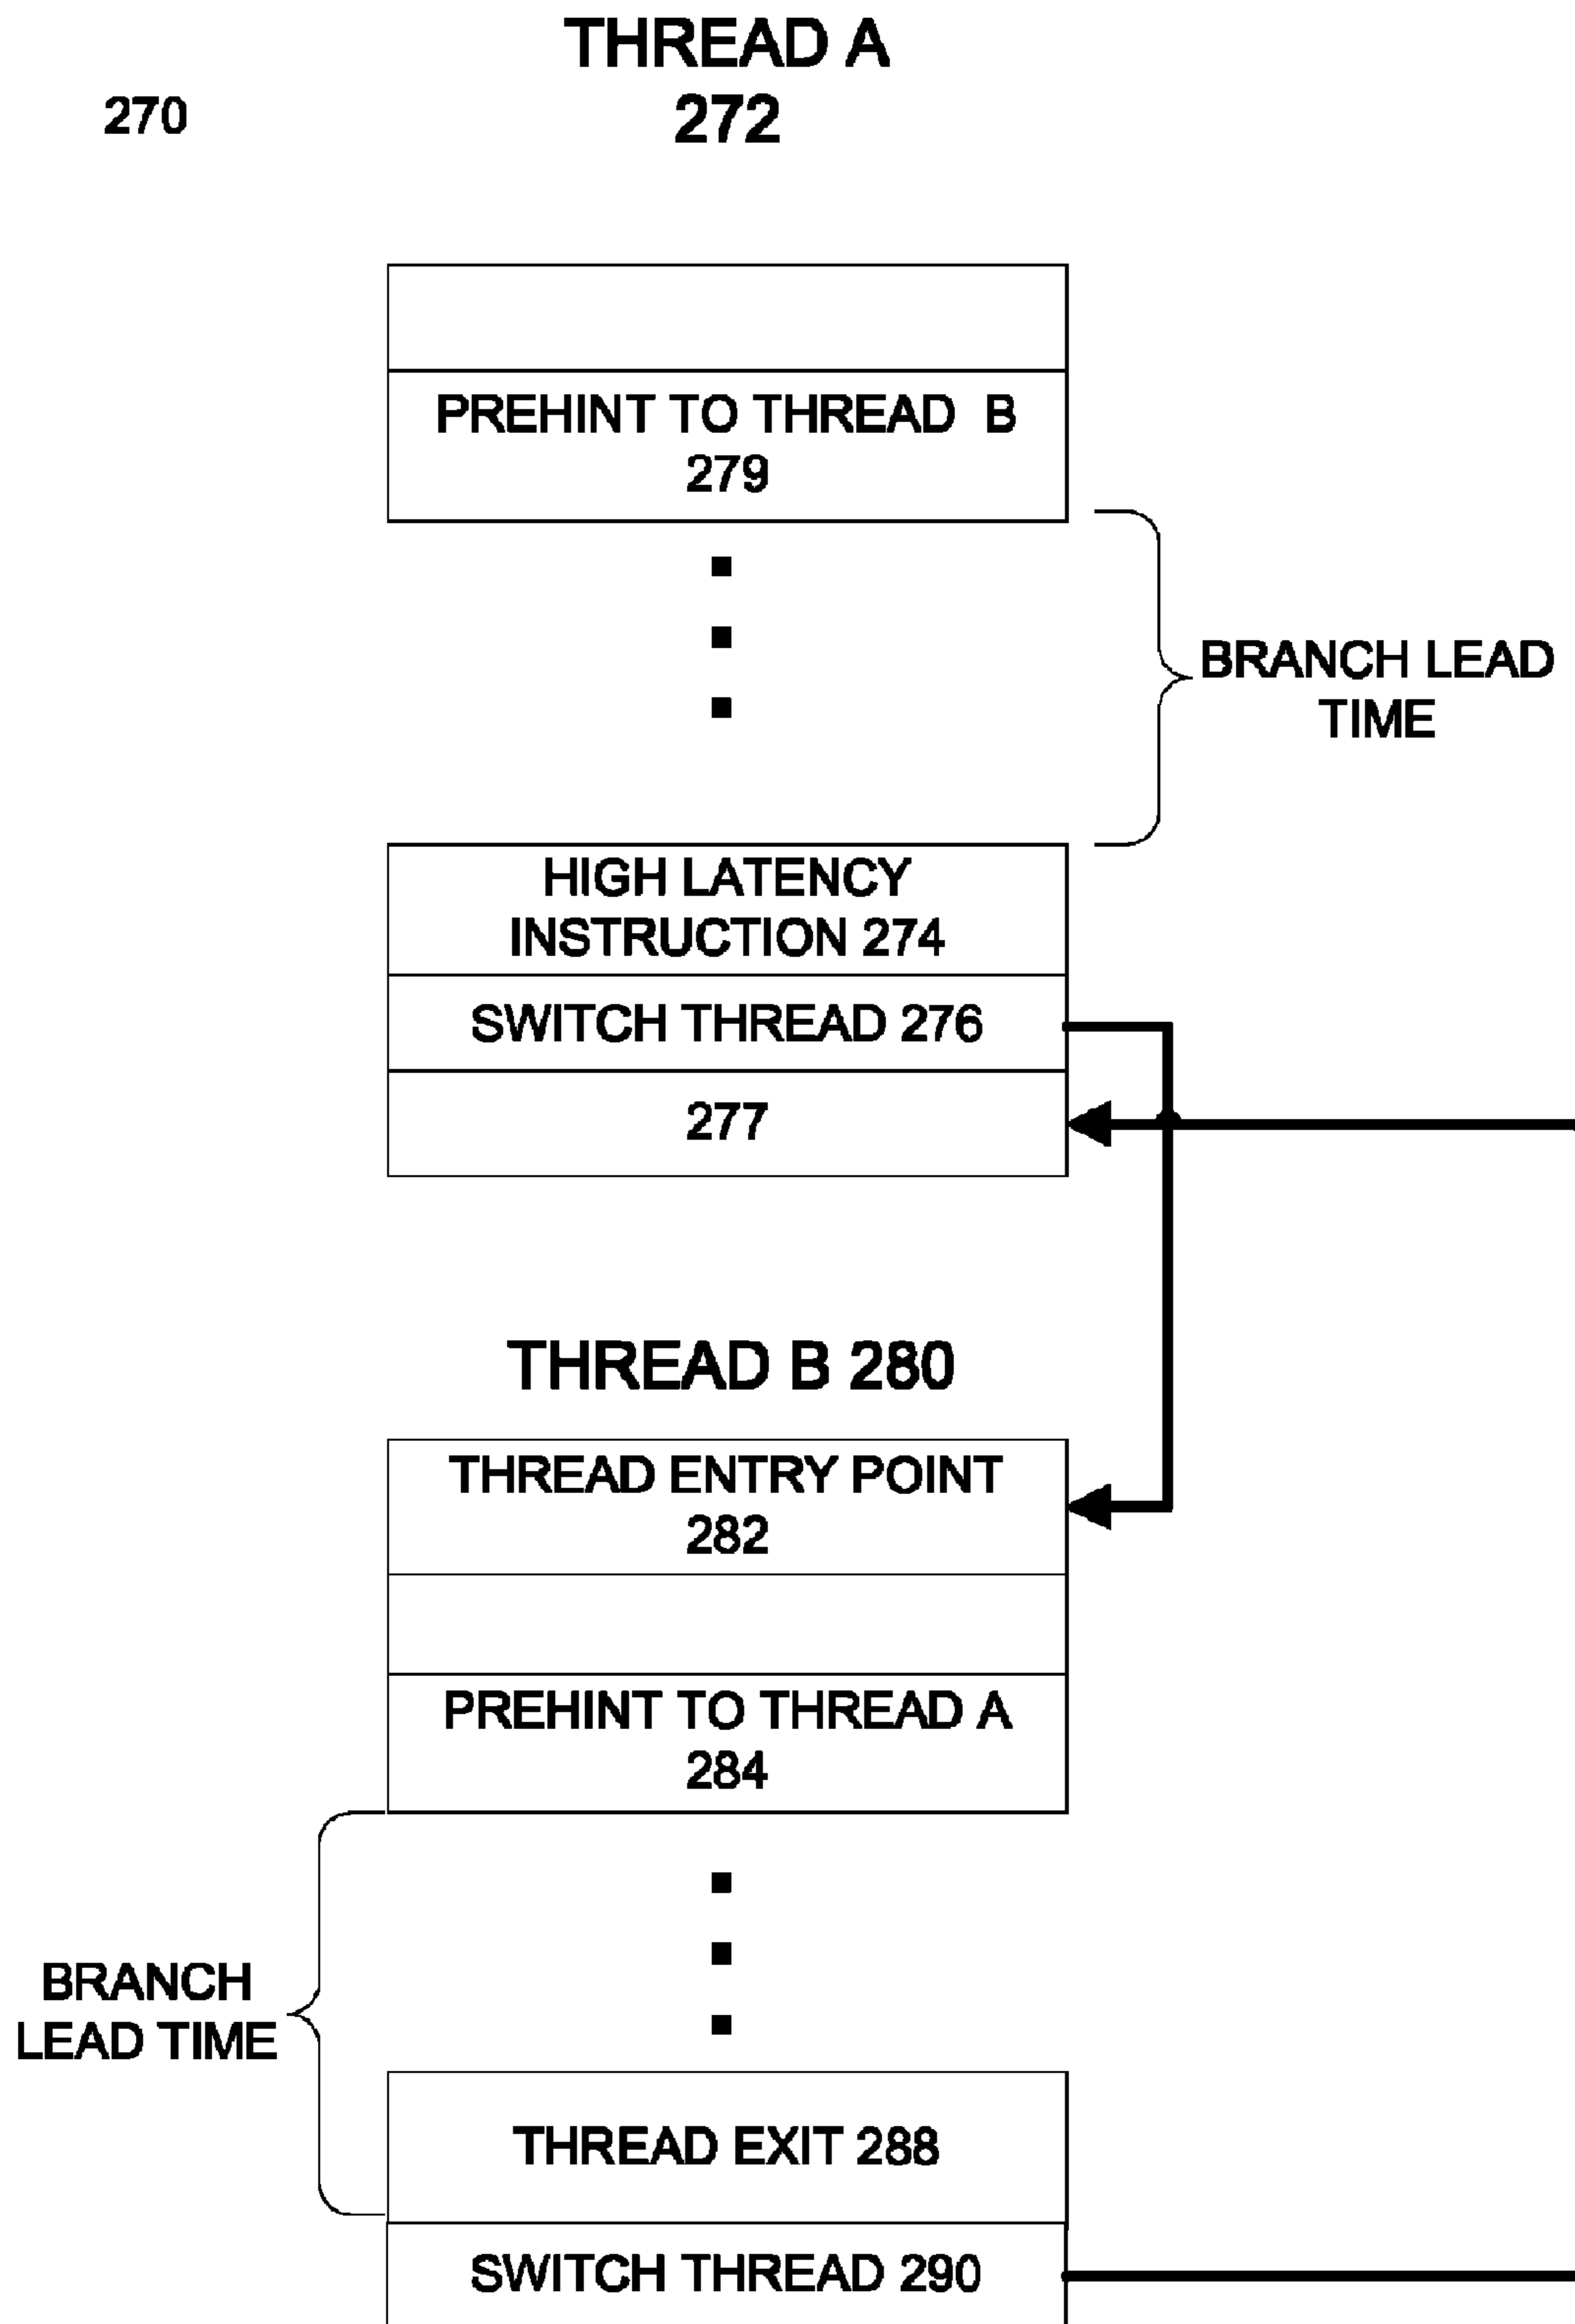 THREAD A
270
272
PREHINT TO THREAD B
279
BRANCH LEAD
TIME
HIGH LATENCY
INSTRUCTION 274
SWITCH THREAD 276
277
THREAD B 280
THREAD ENTRY POINT
282
PREHINT TO THREAD A
284
BRANCH
LEAD TIME
THREAD EXIT 288
SWITCH THREAD 290